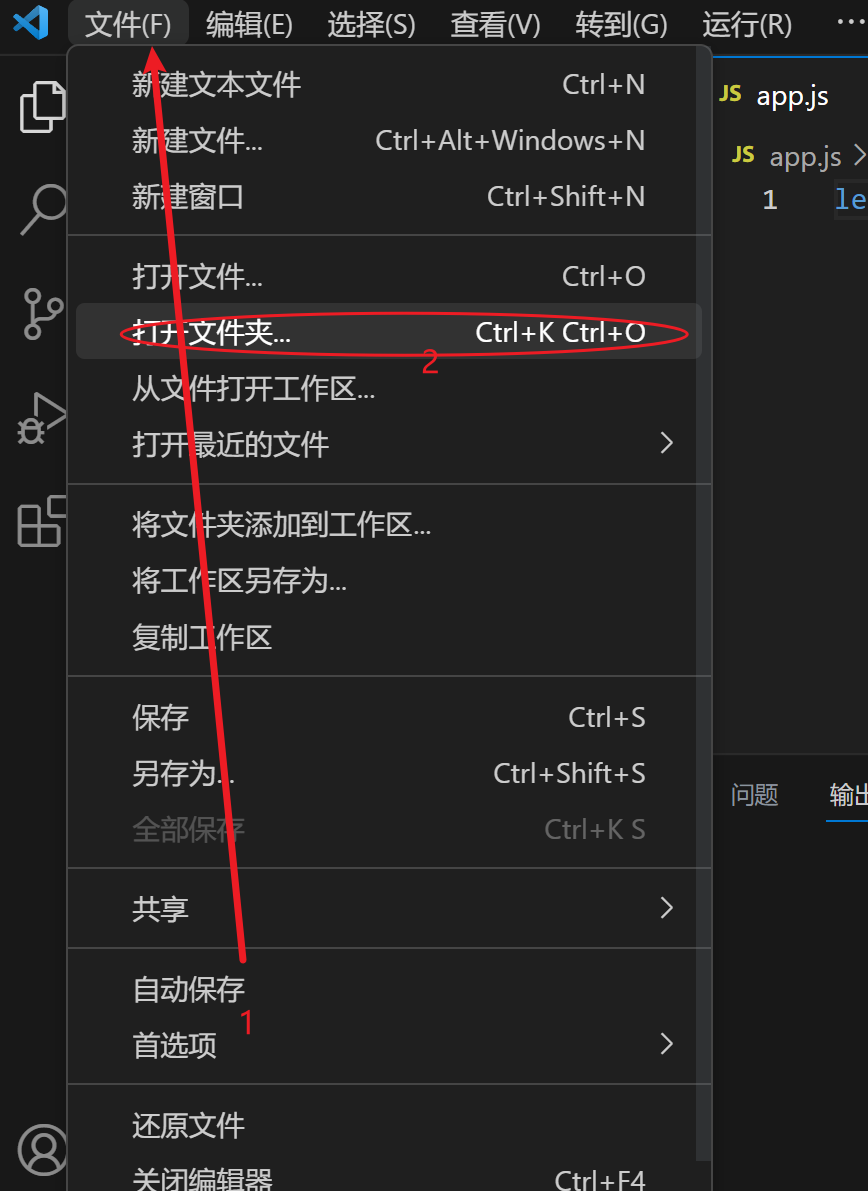 文件(F) 编辑(E) 选择(S) 查看(V) 转到(G) 运行(R) ···
新建文本文件 Ctrl+N
新建文件... Ctrl+Alt+Windows+N
新建窗口 Ctrl+Shift+N
打开文件... Ctrl+O
打开文件夹... Ctrl+K Ctrl+O
2
从文件打开工作区...
打开最近的文件
将文件夹添加到工作区...
将工作区另存为...
复制工作区
保存 Ctrl+S
另存为... Ctrl+Shift+S
全部保存 Ctrl+K S
共享
自动保存
1
首选项
还原文件
关闭编辑器 Ctrl+F4
JS app.js
JS app.js
1 le
问题 输出